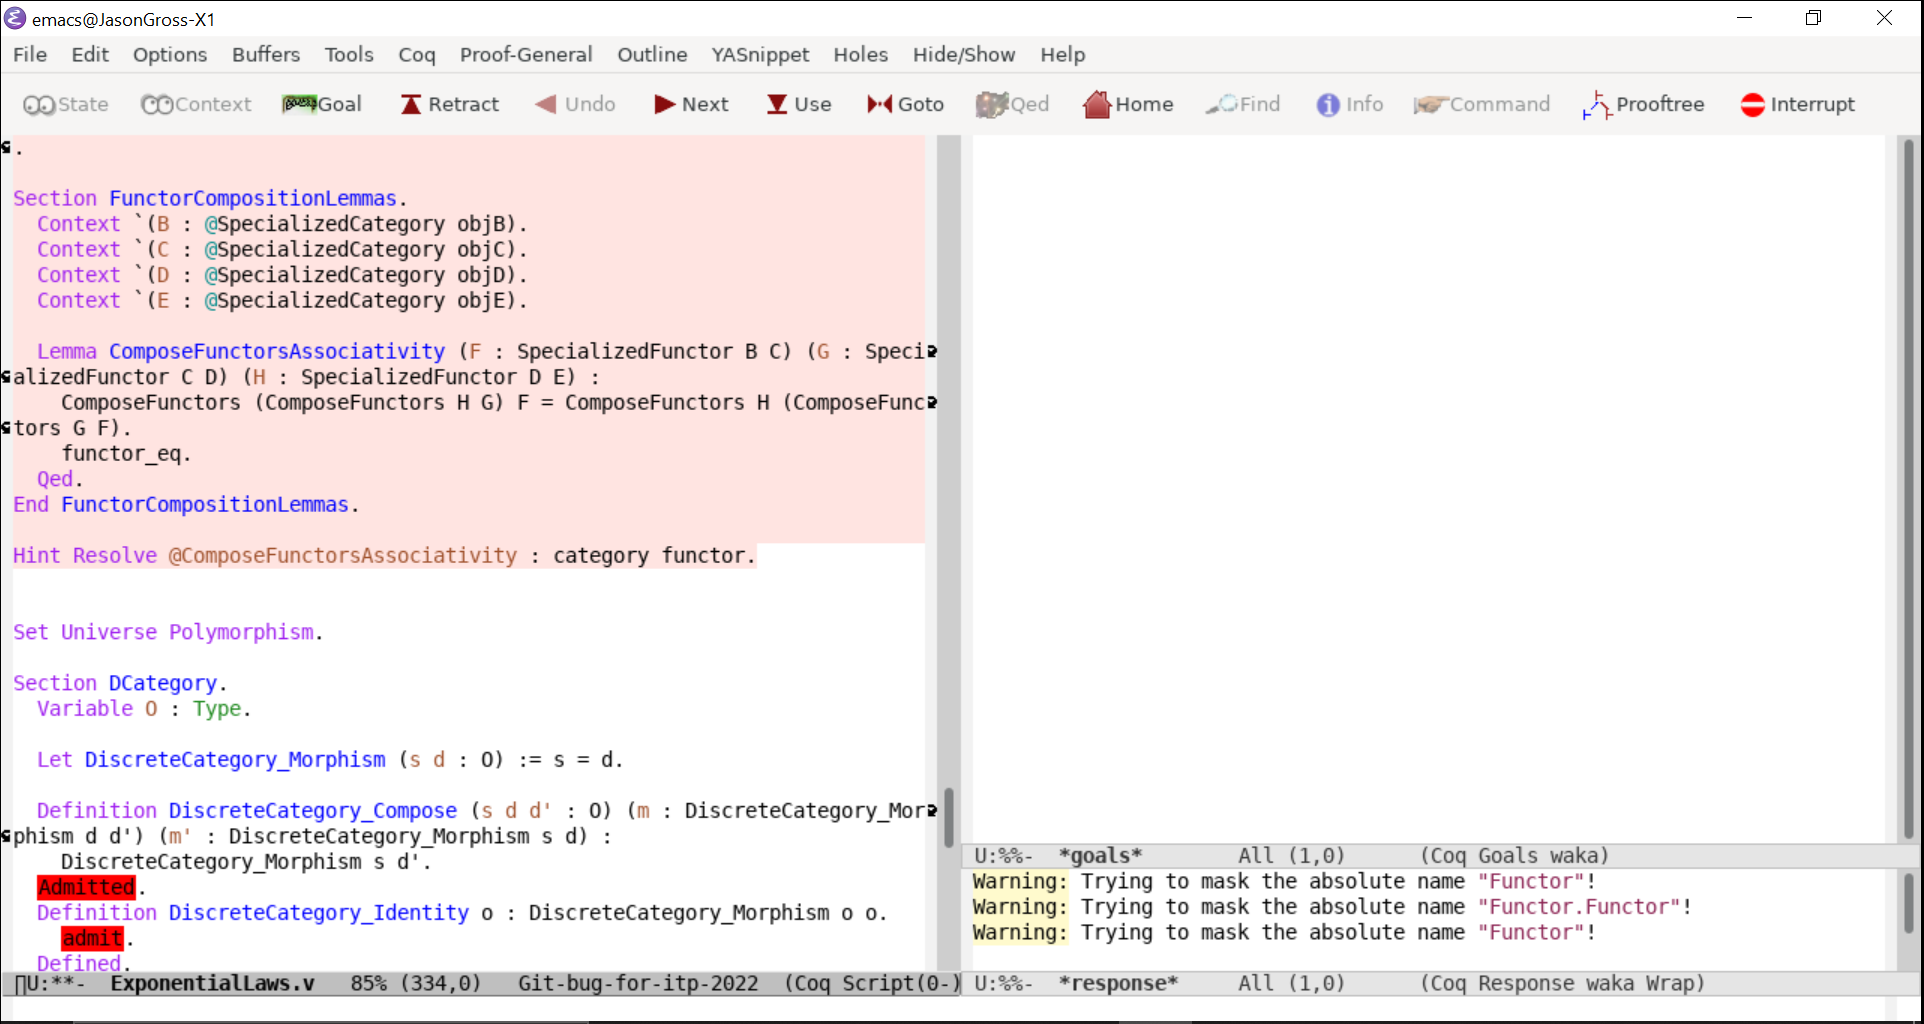 emacs@JasonGross-X1
File Edit Options Buffers Tools Coq Proof-General Outline YASnippet Holes Hide/Show Help
State Context Goal Retract Undo Next Use Goto Qed Home Find Info Command Prooftree Interrupt
.
Section FunctorCompositionLemmas.
Context `(B : @SpecializedCategory objB).
Context `(C : @SpecializedCategory objC).
Context `(D : @SpecializedCategory objD).
Context `(E : @SpecializedCategory objE).
Lemma ComposeFunctorsAssociativity (F : SpecializedFunctor B C) (G : Speci
alizedFunctor C D) (H : SpecializedFunctor D E) :
ComposeFunctors (ComposeFunctors H G) F = ComposeFunctors H (ComposeFunc
tors G F).
functor_eq.
Qed.
End FunctorCompositionLemmas.
Hint Resolve @ComposeFunctorsAssociativity : category functor.
Set Universe Polymorphism.
Section DCategory.
Variable O : Type.
Let DiscreteCategory_Morphism (s d : O) := s = d.
Definition DiscreteCategory_Compose (s d d' : O) (m : DiscreteCategory_Mor
phism d d') (m' : DiscreteCategory_Morphism s d) :
DiscreteCategory_Morphism s d'.
Admitted.
Definition DiscreteCategory_Identity o : DiscreteCategory_Morphism o o.
admit.
Defined.
U:**- ExponentialLaws.v 85% (334,0) Git-bug-for-itp-2022 (Coq Script(0-)
U:%%- *goals* All (1,0) (Coq Goals waka)
Warning: Trying to mask the absolute name "Functor"!
Warning: Trying to mask the absolute name "Functor.Functor"!
Warning: Trying to mask the absolute name "Functor"!
U:%%- *response* All (1,0) (Coq Response waka Wrap)